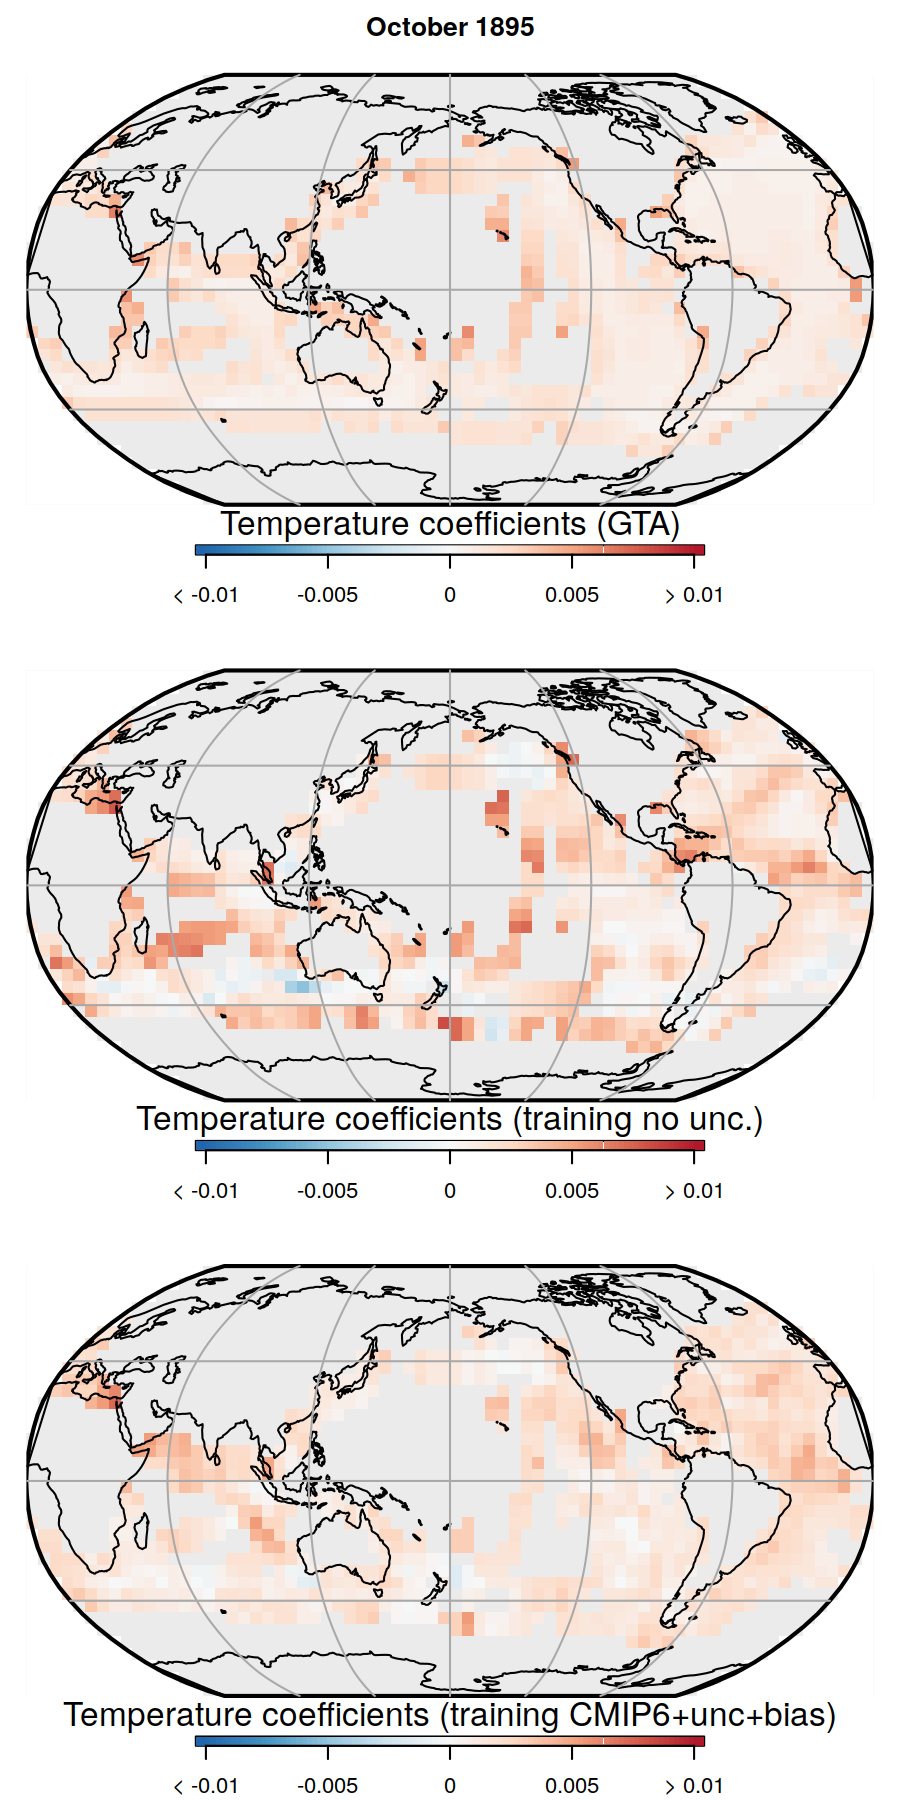 October 1895
Temperature coefficients (GTA)
< -0.01 -0.005 0 0.005 > 0.01
Temperature coefficients (training no unc.)
< -0.01 -0.005 0 0.005 > 0.01
Temperature coefficients (training CMIP6+unc+bias)
< -0.01 -0.005 0 0.005 > 0.01